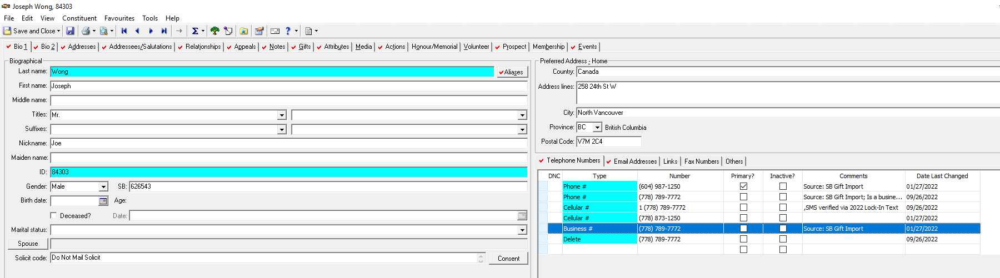 Joseph Wong, 84303
File Edit View Constituent Favourites Tools Help
Save and Close
Bio 1 Bio 2 Addresses Addressees/Salutations Relationships Appeals Notes Gifts Attributes Media Actions Honour/Memorial Volunteer Prospect Membership Events
Biographical
Last name: Wong Aliases
First name: Joseph
Middle name:
Titles: Mr.
Suffixes:
Nickname: Joe
Maiden name:
ID: 84303
Gender: Male SB: 626543
Birth date: Age:
Deceased? Date:
Marital status:
Spouse
Solicit code: Do Not Mail Solicit Consent
Preferred Address - Home
Country: Canada
Address lines: 258 24th St W
City: North Vancouver
Province: BC British Columbia
Postal Code: V7M 2C4
Telephone Numbers Email Addresses Links Fax Numbers Others
DNC Type Number Primary? Inactive? Comments Date Last Changed
Phone # (604) 987-1250 Source: SB Gift Import 01/27/2022
Phone # (778) 789-7772 Source: SB Gift Import; Is a busine... 09/26/2022
Cellular # 1 (778) 789-7772 ,SMS verified via 2022 Lock-In Text 09/26/2022
Cellular # (778) 873-1250 01/27/2022
Business # (778) 789-7772 Source: SB Gift Import 01/27/2022
Delete (778) 789-7772 09/26/2022